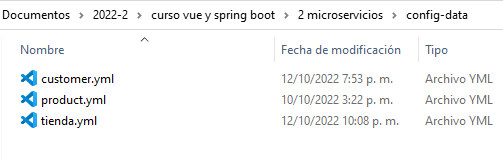 Documentos > 2022-2 > curso vue y spring boot > 2 microservicios > config-data
Nombre Fecha de modificación Tipo
customer.yml 12/10/2022 7:53 p. m. Archivo YML
product.yml 10/10/2022 3:22 p. m. Archivo YML
tienda.yml 12/10/2022 10:08 p. m. Archivo YML